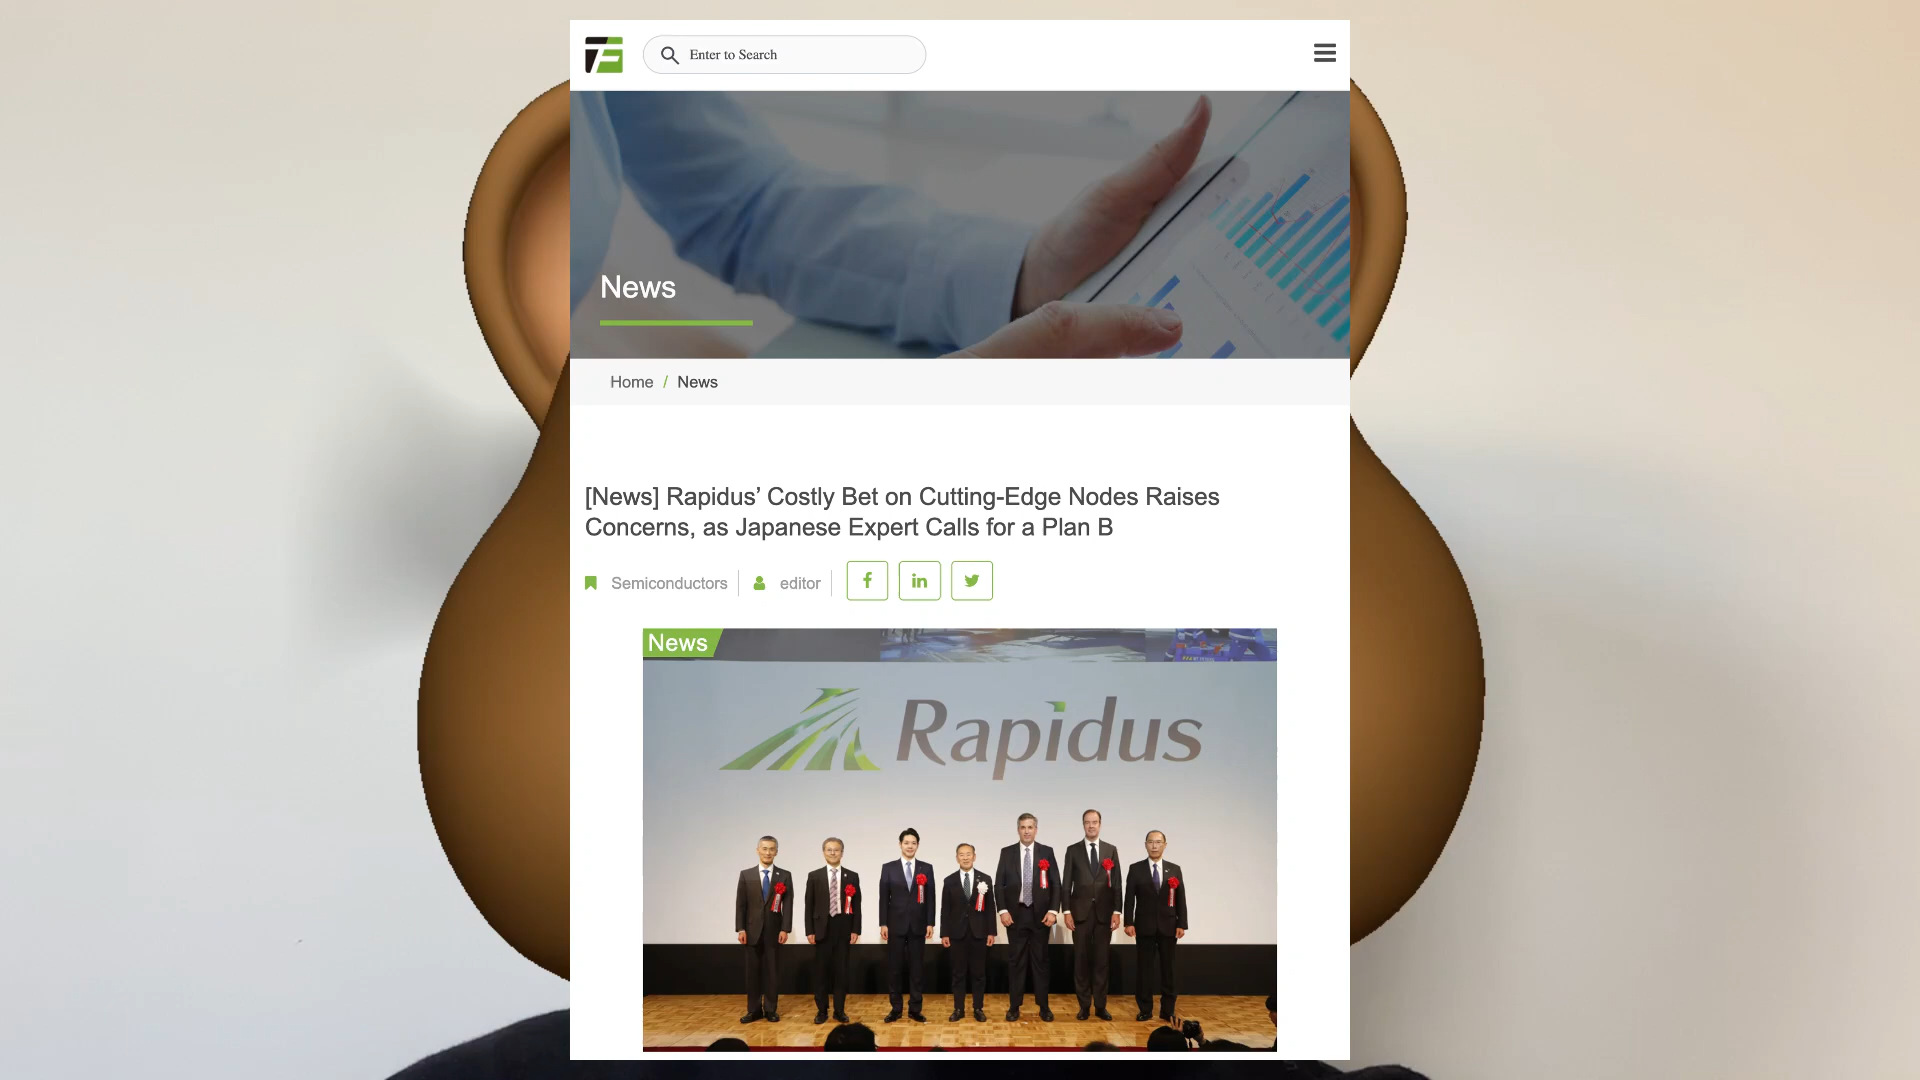 Enter to Search
News
Home / News
[News] Rapidus’ Costly Bet on Cutting-Edge Nodes Raises
Concerns, as Japanese Expert Calls for a Plan B
Semiconductors
editor
News
Rapidus